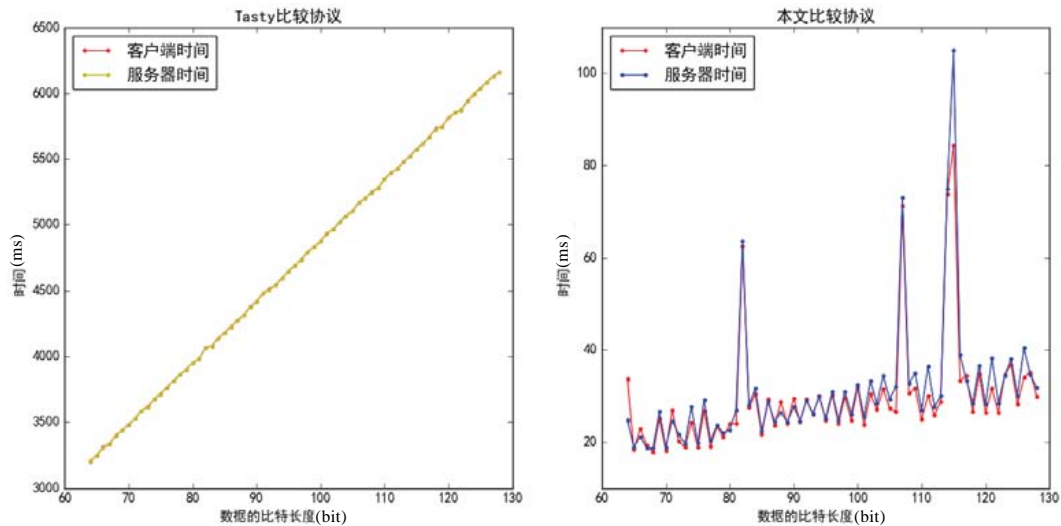 Tasty比较协议
6500
6000
5500
5000
4500
4000
3500
3000
时间(ms)
客户端时间
服务器时间
60 70 80 90 100 110 120 130
数据的比特长度(bit)
本文比较协议
100
80
60
40
20
时间(ms)
客户端时间
服务器时间
60 70 80 90 100 110 120 130
数据的比特长度(bit)